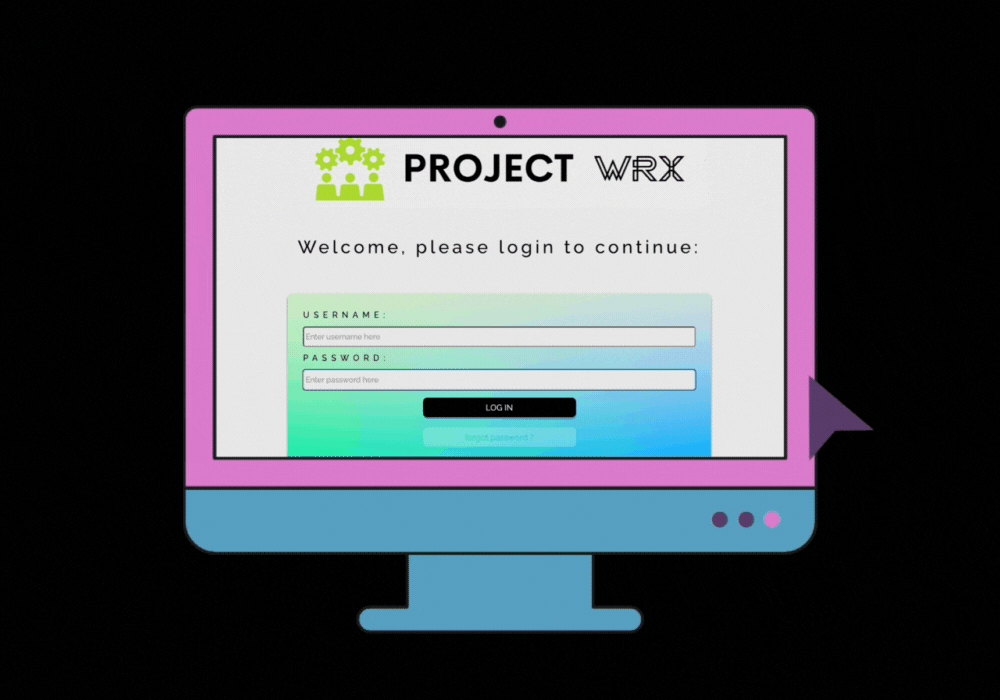 PROJECT WRX
Welcome, please login to continue:
USERNAME:
Enter username here
PASSWORD:
Enter password here
LOG IN
forgot password ?